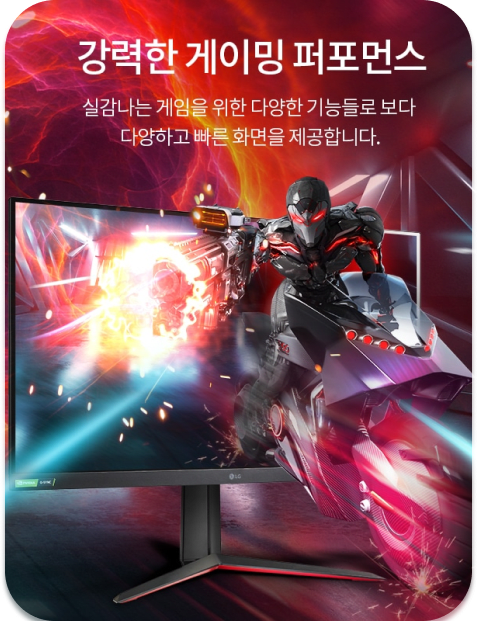 강력한 게이밍 퍼포먼스
실감나는 게임을 위한 다양한 기능들로 보다
다양하고 빠른 화면을 제공합니다.
LG